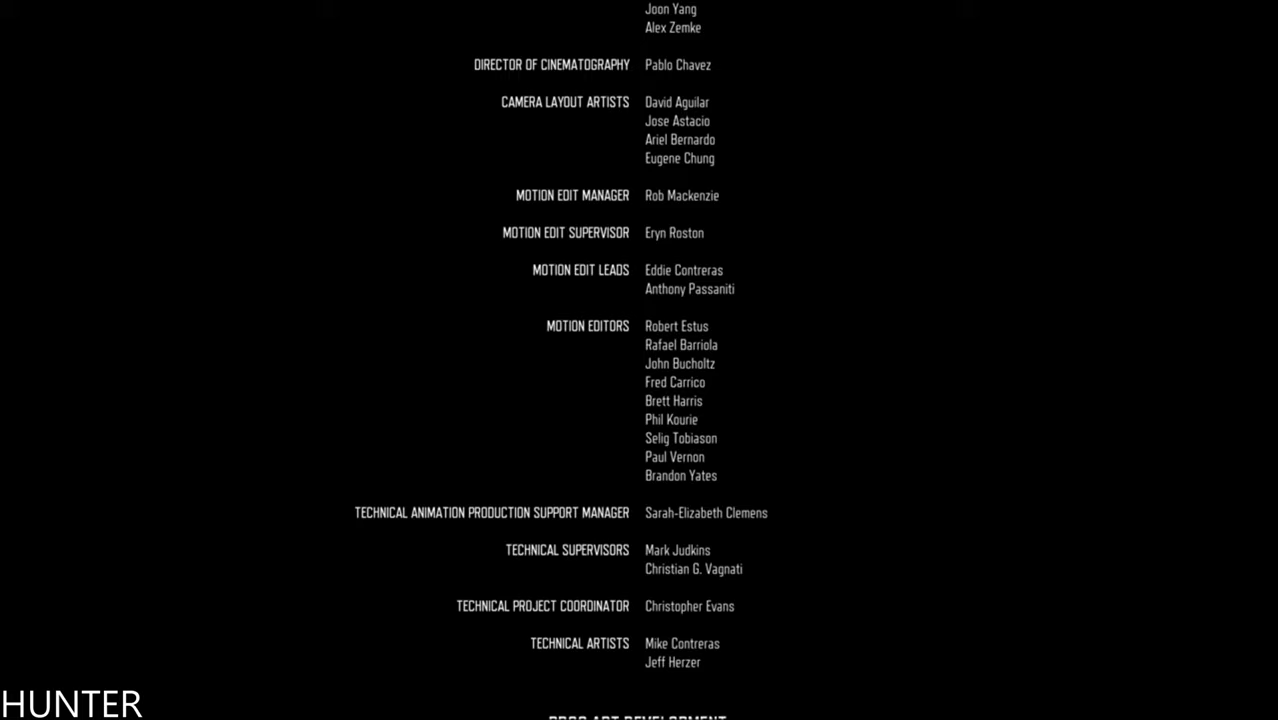 Joon Yang
Alex Zemke
DIRECTOR OF CINEMATOGRAPHY Pablo Chavez
CAMERA LAYOUT ARTISTS David Aguilar
Jose Astacio
Ariel Bernardo
Eugene Chung
MOTION EDIT MANAGER Rob Mackenzie
MOTION EDIT SUPERVISOR Eryn Roston
MOTION EDIT LEADS Eddie Contreras
Anthony Passaniti
MOTION EDITORS Robert Estus
Rafael Barriola
John Bucholtz
Fred Carrico
Brett Harris
Phil Kourie
Selig Tobiason
Paul Vernon
Brandon Yates
TECHNICAL ANIMATION PRODUCTION SUPPORT MANAGER Sarah-Elizabeth Clemens
TECHNICAL SUPERVISORS Mark Judkins
Christian G. Vagnati
TECHNICAL PROJECT COORDINATOR Christopher Evans
TECHNICAL ARTISTS Mike Contreras
Jeff Herzer
HUNTER